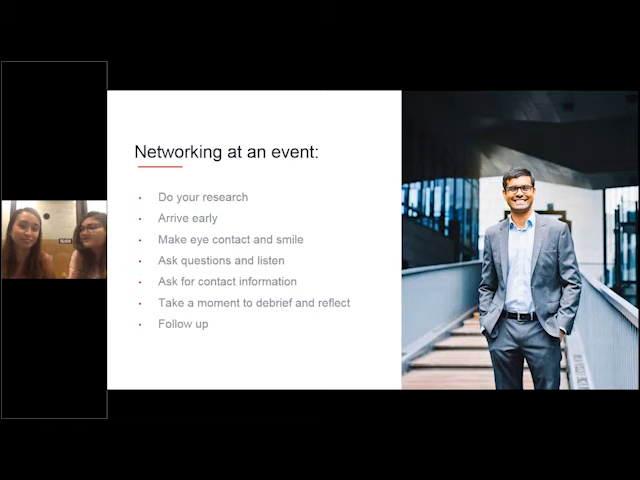 Networking at an event:
Do your research
Arrive early
Make eye contact and smile
Ask questions and listen
Ask for contact information
Take a moment to debrief and reflect
Follow up